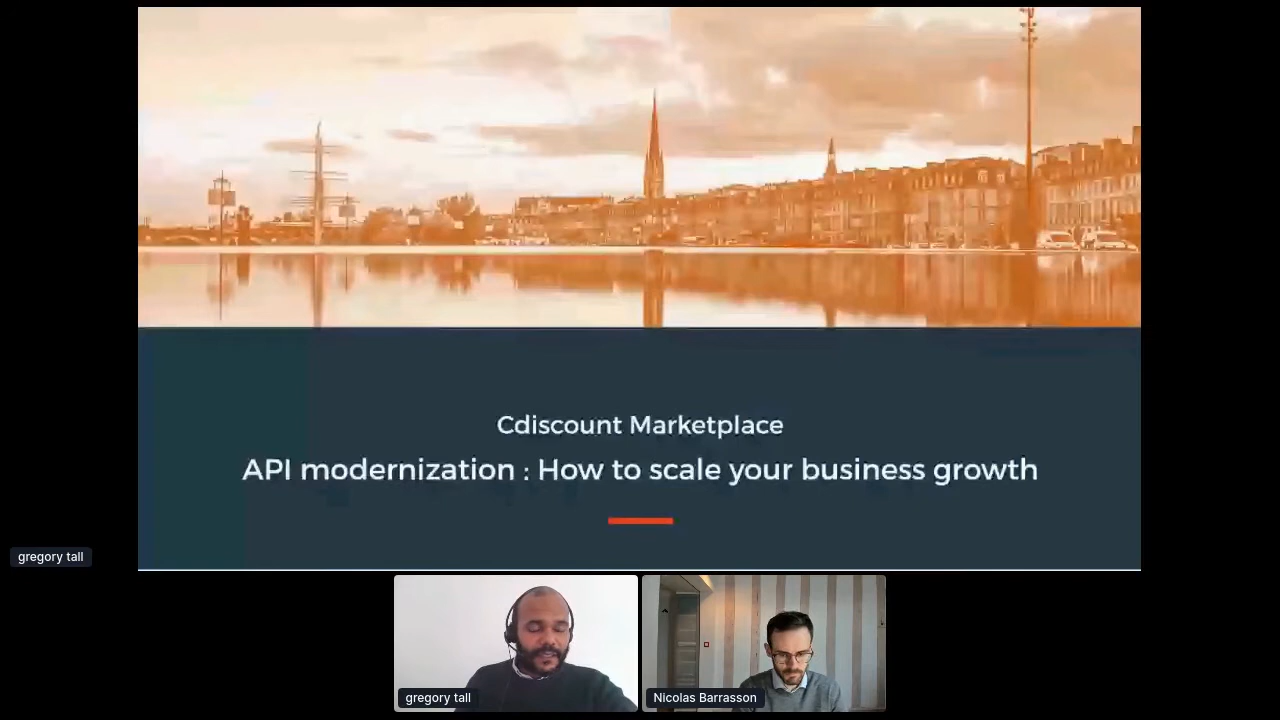 Cdiscount Marketplace
API modernization : How to scale your business growth
gregory tall
gregory tall
Nicolas Barrasson